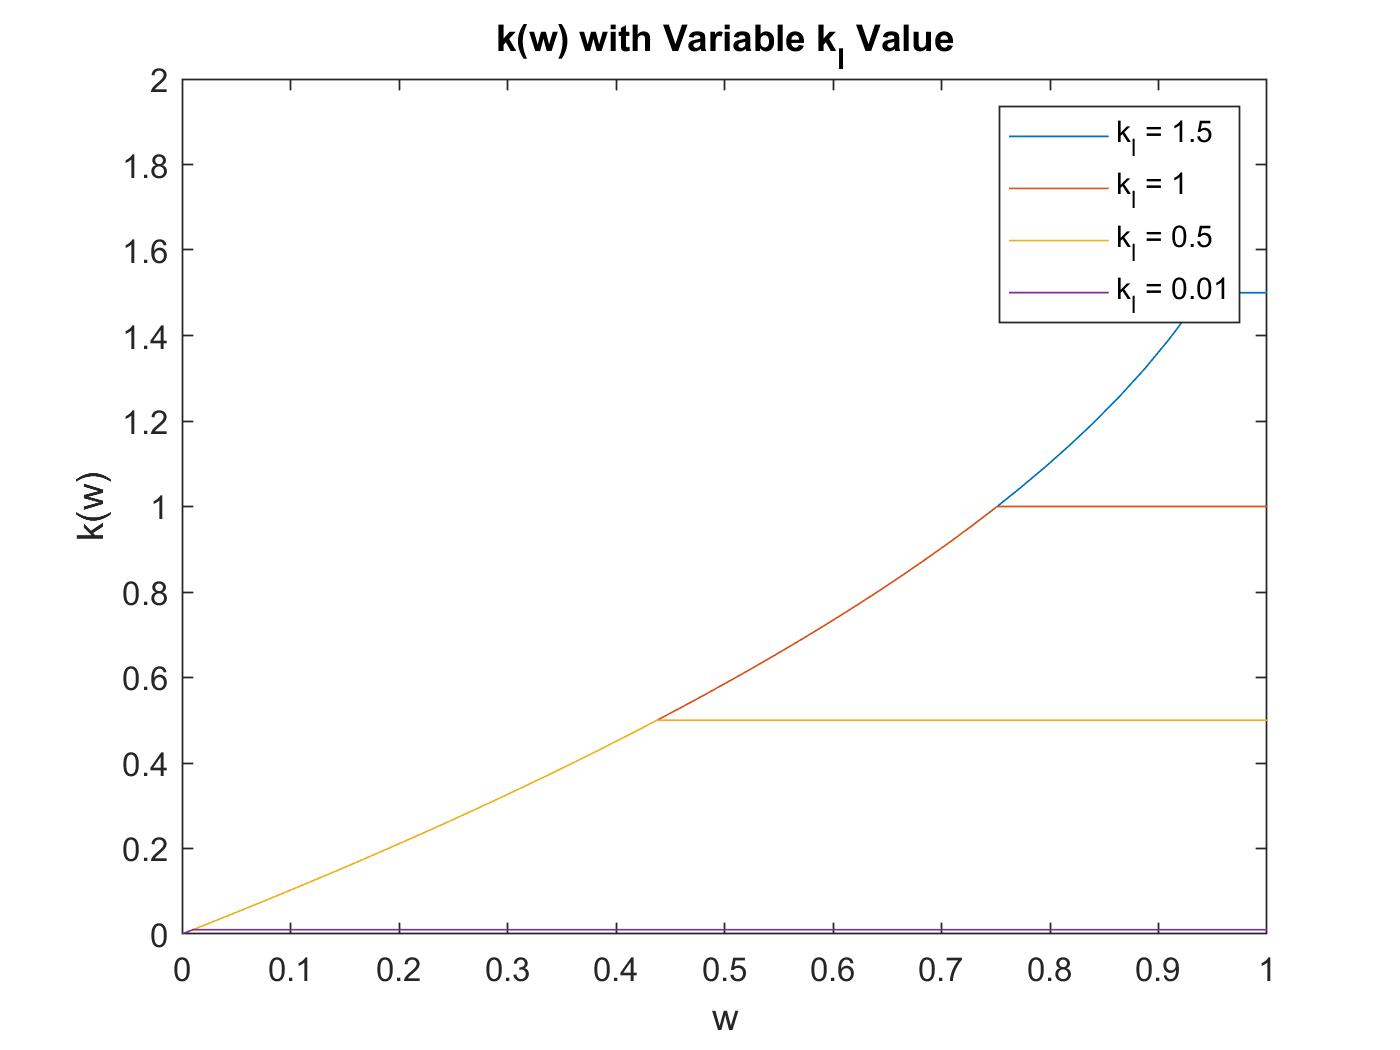 k(w) with Variable k_l Value
2
1.8
1.6
1.4
1.2
1
0.8
0.6
0.4
0.2
0
k(w)
k_l = 1.5
k_l = 1
k_l = 0.5
k_l = 0.01
0 0.1 0.2 0.3 0.4 0.5 0.6 0.7 0.8 0.9 1
w